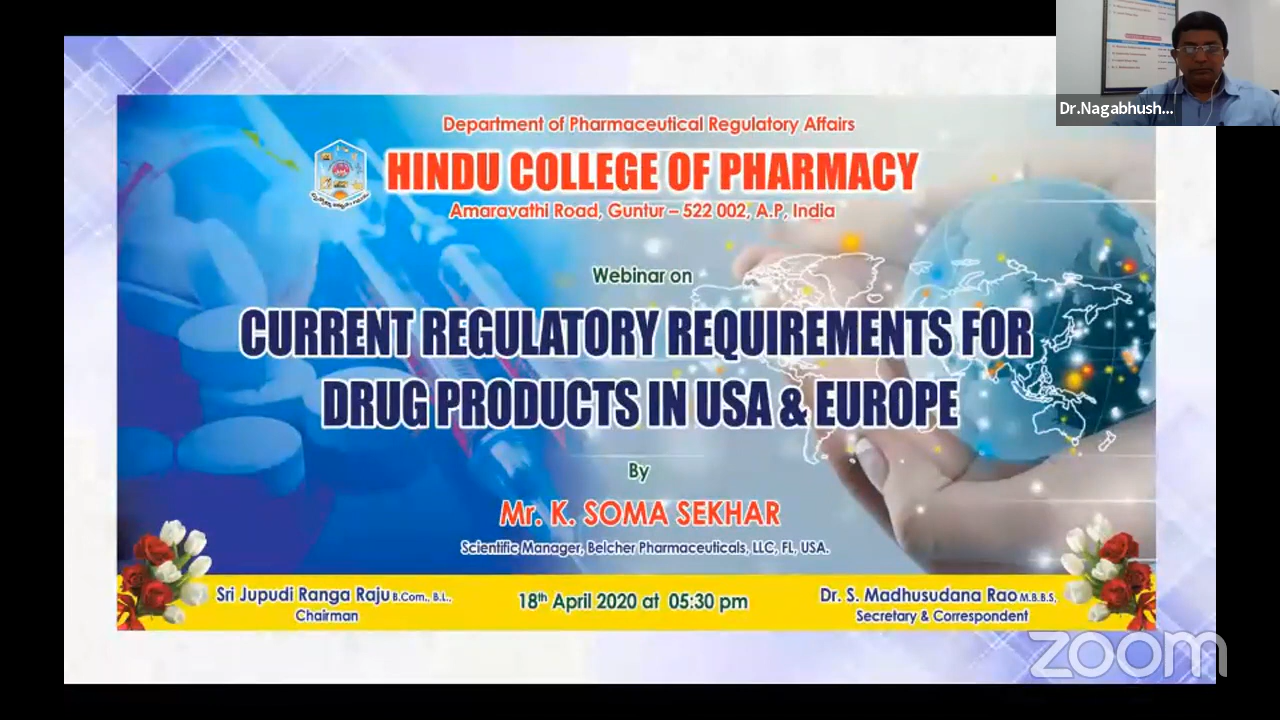 Department of Pharmaceutical Regulatory Affairs
HINDU COLLEGE OF PHARMACY
Amaravathi Road, Guntur – 522 002, A.P, India
Webinar on
CURRENT REGULATORY REQUIREMENTS FOR
DRUG PRODUCTS IN USA & EUROPE
By
Mr. K. SOMA SEKHAR
Scientific Manager, Belcher Pharmaceuticals, LLC, FL, USA.
Sri Jupudi Ranga Raju B.Com., B.L.,
Chairman
18th April 2020 at 05:30 pm
Dr. S. Madhusudana Rao M.B.B.S,
Secretary & Correspondent
Dr.Nagabhush...
zoom